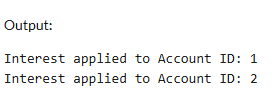 Output:
Interest applied to Account ID: 1
Interest applied to Account ID: 2